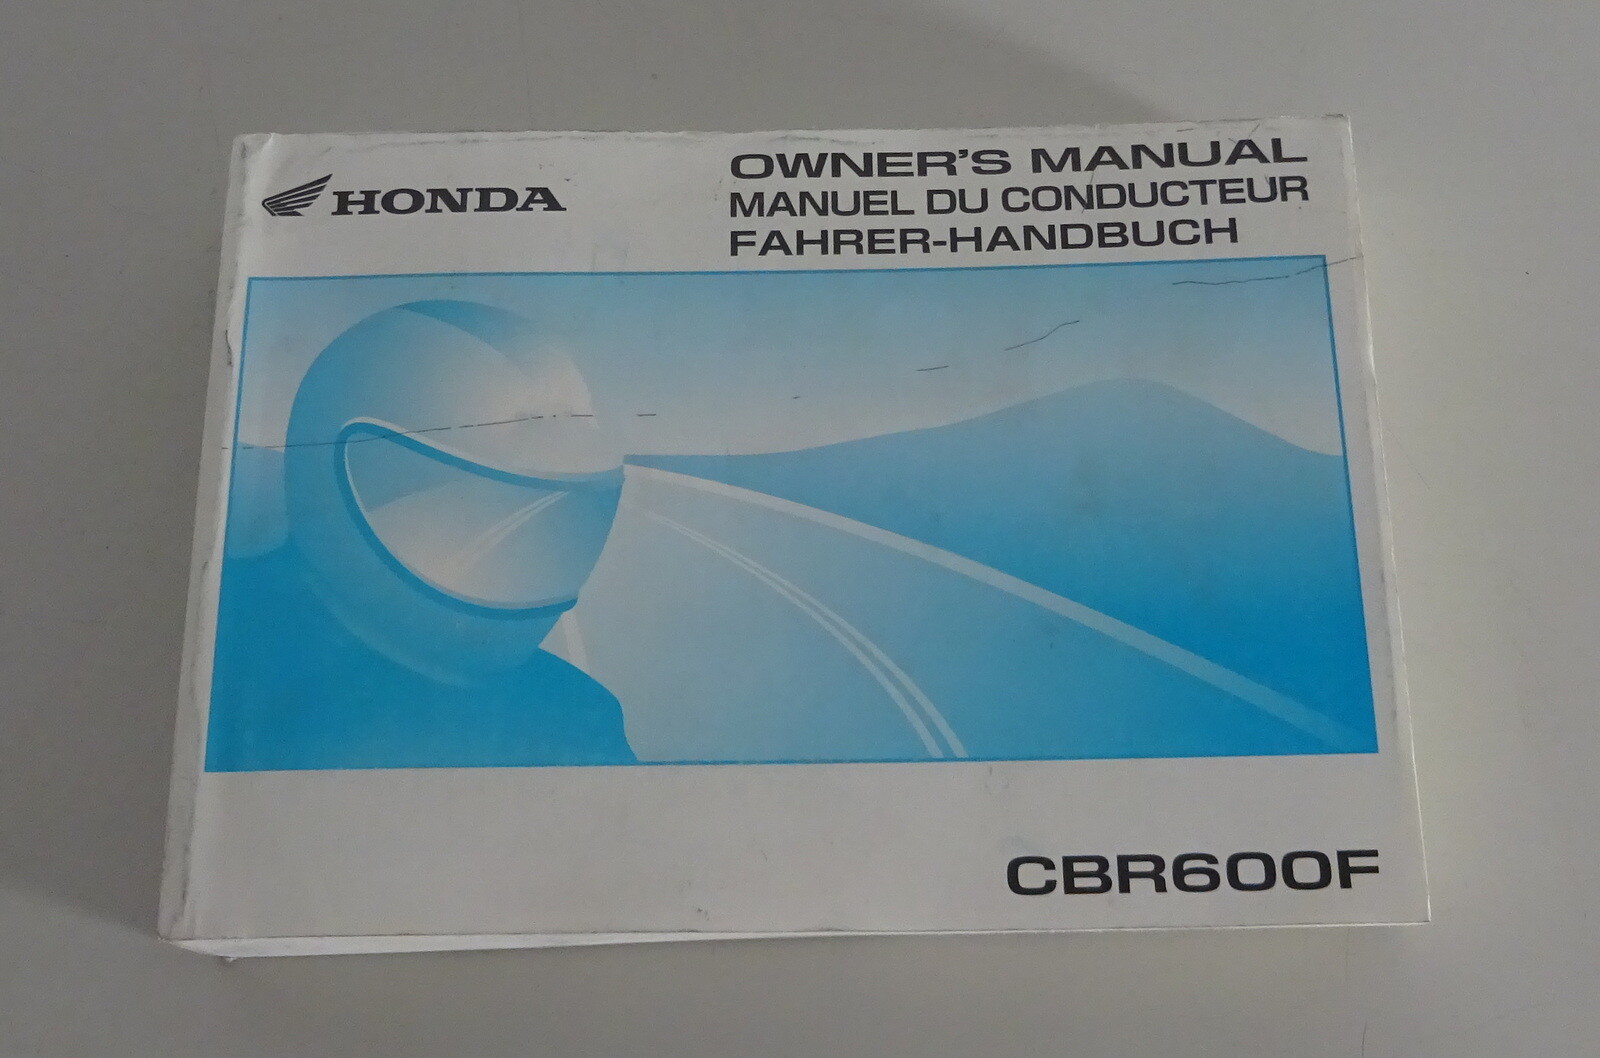 HONDA
OWNER'S MANUAL
MANUEL DU CONDUCTEUR
FAHRER-HANDBUCH
CBR600F